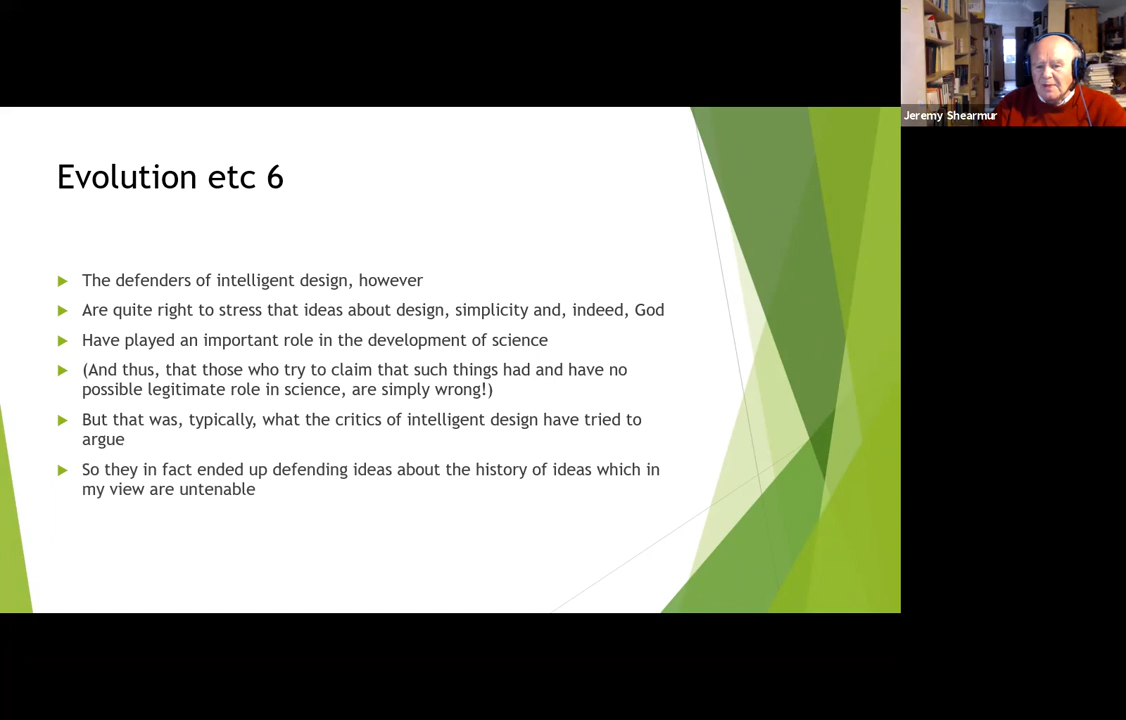 Jeremy Shearmur
Evolution etc 6
The defenders of intelligent design, however
Are quite right to stress that ideas about design, simplicity and, indeed, God
Have played an important role in the development of science
(And thus, that those who try to claim that such things had and have no
possible legitimate role in science, are simply wrong!)
But that was, typically, what the critics of intelligent design have tried to
argue
So they in fact ended up defending ideas about the history of ideas which in
my view are untenable